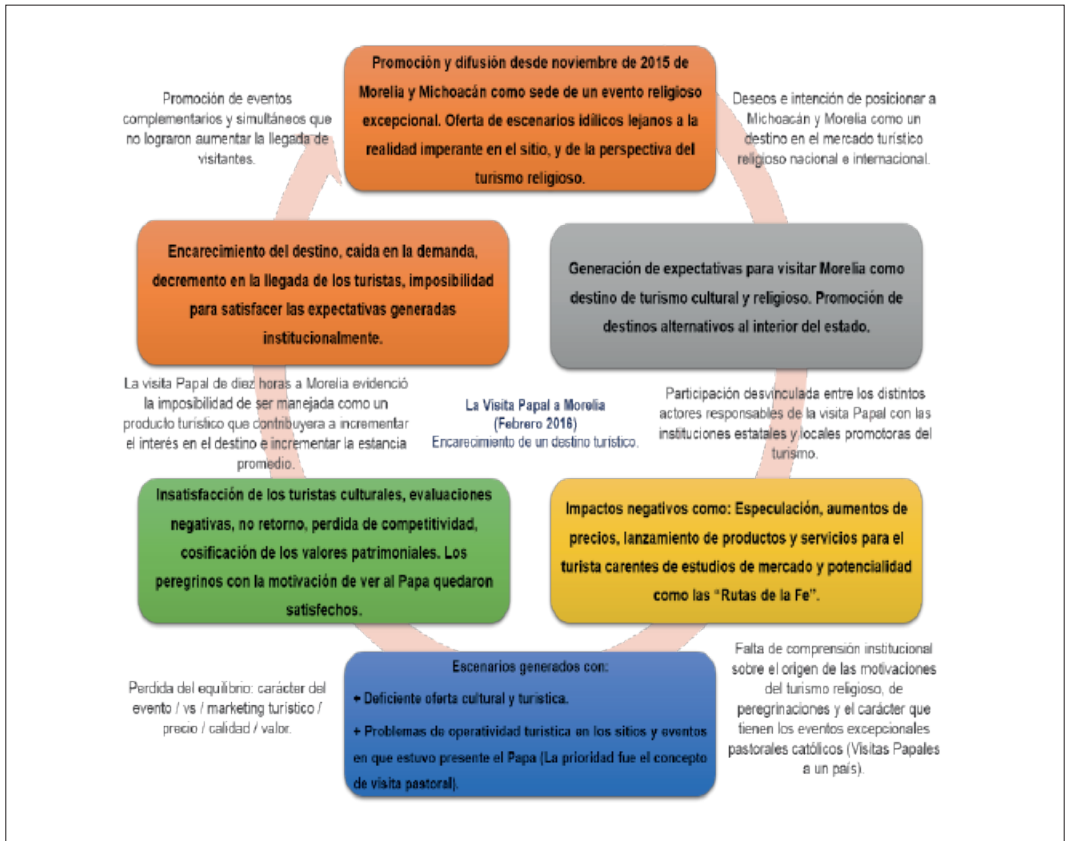 Promoción y difusión desde noviembre de 2015 de
Morelia y Michoacán como sede de un evento religioso
excepcional. Oferta de escenarios idílicos lejanos a la
realidad imperante en el sitio, y de la perspectiva del
turismo religioso.
Deseos e intención de posicionar a
Michoacán y Morelia como un
destino en el mercado turístico
religioso nacional e internacional.
Generación de expectativas para visitar Morelia como
destino de turismo cultural y religioso. Promoción de
destinos alternativos al interior del estado.
Participación desvinculada entre los distintos
actores responsables de la visita Papal con las
instituciones estatales y locales promotoras del
turismo.
Impactos negativos como: Especulación, aumentos de
precios, lanzamiento de productos y servicios para el
turista carentes de estudios de mercado y potencialidad
como las “Rutas de la Fe”.
Falta de comprensión institucional
sobre el origen de las motivaciones
del turismo religioso, de
peregrinaciones y el carácter que
tienen los eventos excepcionales
pastorales católicos (Visitas Papales
a un país).
Escenarios generados con:
+ Deficiente oferta cultural y turistica.
+ Problemas de operatividad turistica en los sitios y eventos
en que estuvo presente el Papa (La prioridad fue el concepto
de visita pastoral).
Perdida del equilibrio: carácter del
evento / vs / marketing turístico /
precio / calidad / valor.
Insatisfacción de los turistas culturales, evaluaciones
negativas, no retorno, perdida de competitividad,
cosificación de los valores patrimoniales. Los
peregrinos con la motivación de ver al Papa quedaron
satisfechos.
La visita Papal de diez horas a Morelia evidenció
la imposibilidad de ser manejada como un
producto turístico que contribuyera a incrementar
el interés en el destino e incrementar la estancia
promedio.
Encarecimiento del destino, caída en la demanda,
decremento en la llegada de los turistas, imposibilidad
para satisfacer las expectativas generadas
institucionalmente.
Promoción de eventos
complementarios y simultáneos que
no lograron aumentar la llegada de
visitantes.
La Visita Papal a Morelia
(Febrero 2016)
Encarecimiento de un destino turístico.